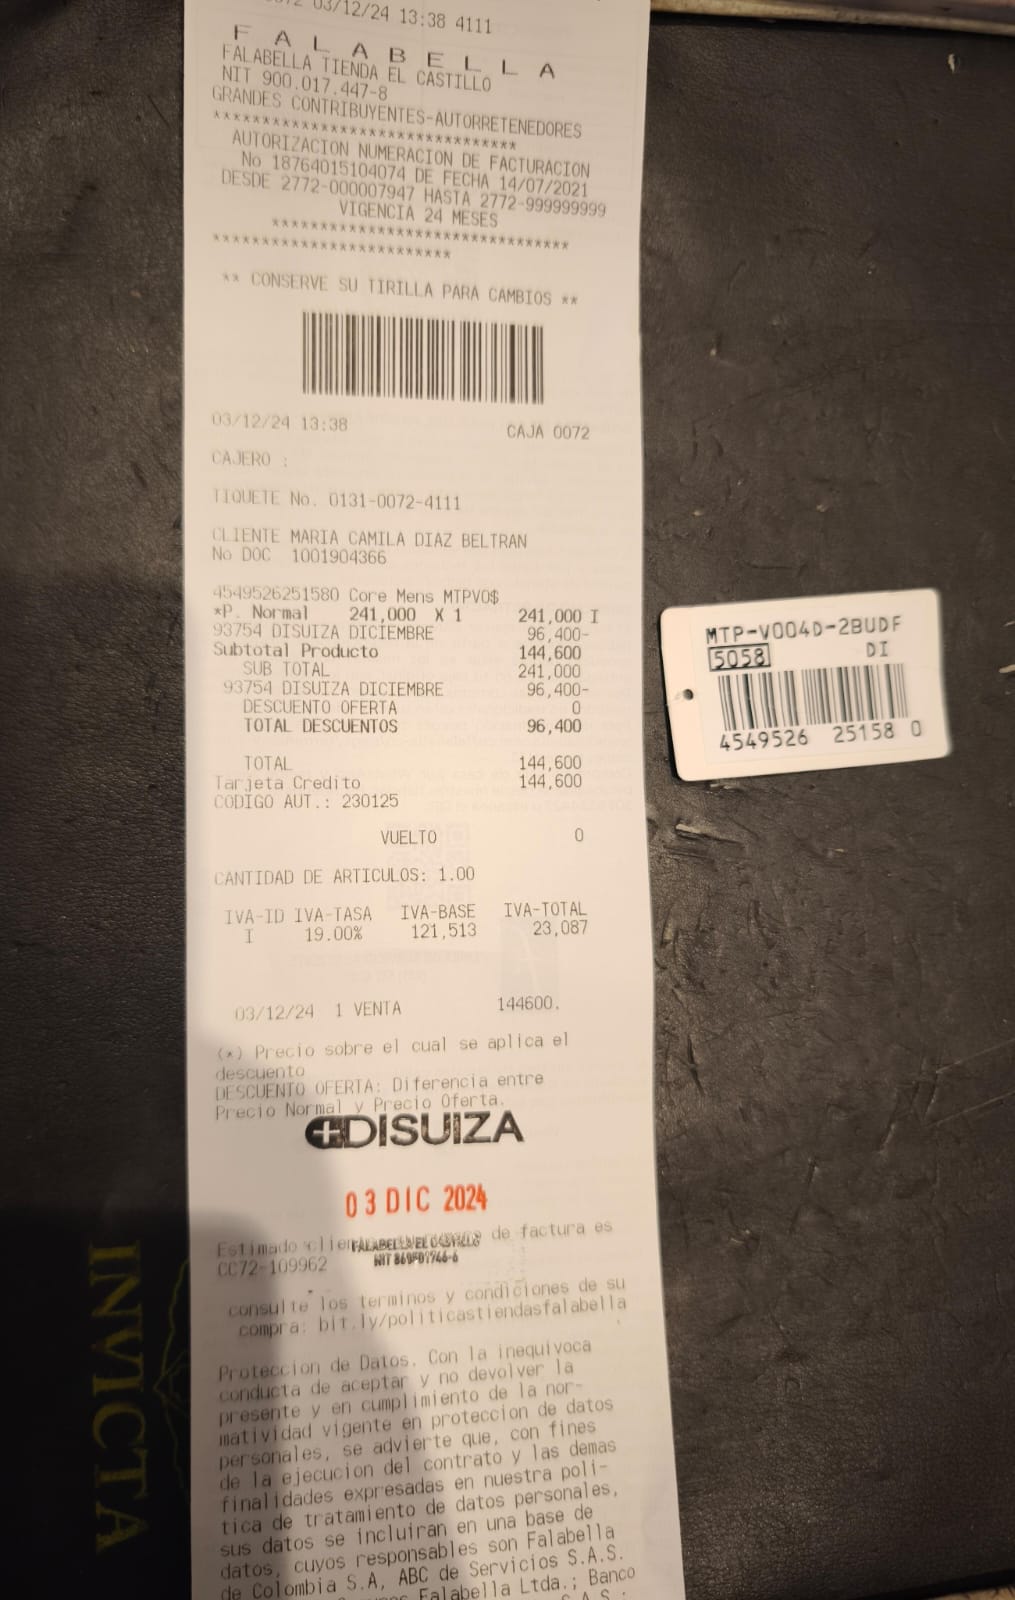 03/12/24 13:38 4111
F A L A B E L L A
FALABELLA TIENDA EL CASTILLO
NIT 900.017.447-8
GRANDES CONTRIBUYENTES-AUTORRETENEDORES
*******************************
AUTORIZACION NUMERACION DE FACTURACION
No 18764015104074 DE FECHA 14/07/2021
DESDE 2772-000007947 HASTA 2772-999999999
VIGENCIA 24 MESES
*******************************
*************************
** CONSERVE SU TIRILLA PARA CAMBIOS **
03/12/24 13:38 CAJA 0072
CAJERO :
TIQUETE No. 0131-0072-4111
CLIENTE MARIA CAMILA DIAZ BELTRAN
No DOC 1001904366
4549526251580 Core Mens MTPV0$
*P. Normal 241,000 X 1 241,000 I
93754 DISUIZA DICIEMBRE 96,400-
Subtotal Producto 144,600
SUB TOTAL 241,000
93754 DISUIZA DICIEMBRE 96,400-
DESCUENTO OFERTA 0
TOTAL DESCUENTOS 96,400
TOTAL 144,600
Tarjeta Credito 144,600
CODIGO AUT.: 230125
VUELTO 0
CANTIDAD DE ARTICULOS: 1.00
IVA-ID IVA-TASA IVA-BASE IVA-TOTAL
I 19.00% 121,513 23,087
03/12/24 1 VENTA 144600.
(*) Precio sobre el cual se aplica el
descuento
DESCUENTO OFERTA: Diferencia entre
Precio Normal y Precio Oferta.
DISUIZA
03 DIC 2024
FALABELLA EL CASTILLO
Estimado de factura es
CC72-109962
consulte los terminos y condiciones de su
compra: bit.ly/politicastiendasfalabella
Proteccion de Datos. Con la inequivoca
conducta de aceptar y no devolver la
presente y en cumplimiento de la nor-
matividad vigente en proteccion de datos
personales, se advierte que, con fines
de la ejecucion del contrato y las demas
finalidades expresadas en nuestra poli-
tica de tratamiento de datos personales,
sus datos se incluiran en una base de
datos, cuyos responsables son Falabella
de Colombia S.A, ABC de Servicios S.A.S.
Falabella Ltda.; Banco
MTP-V004D-2BUDF
5058 DI
4549526 25158 0
INVICTA